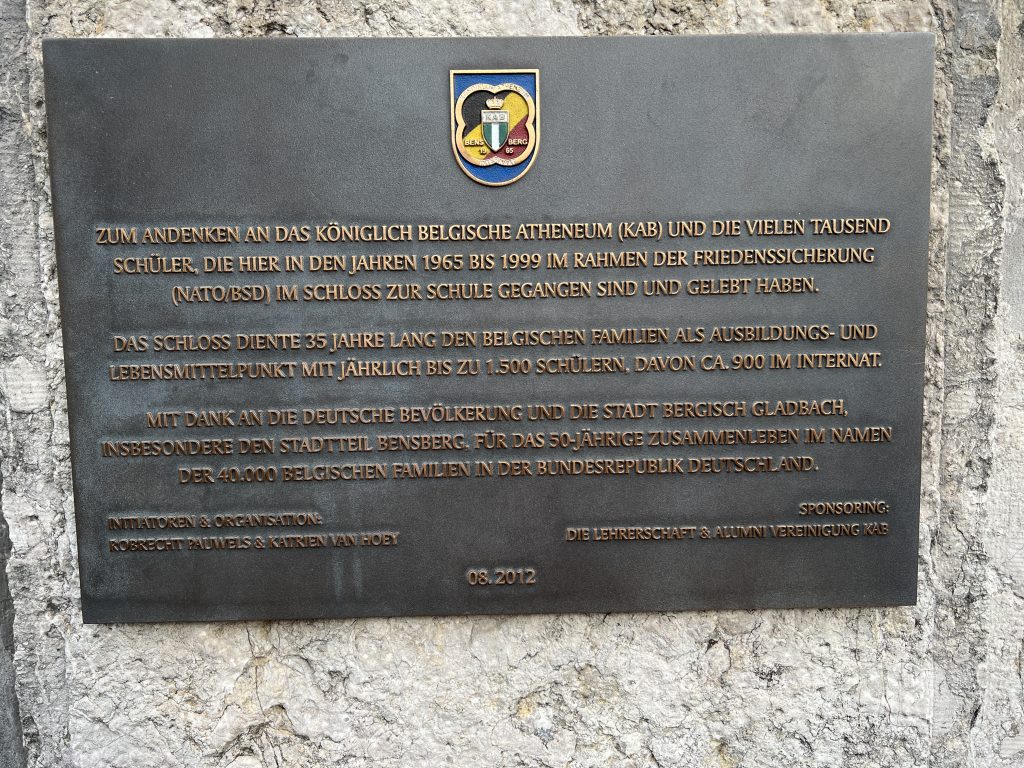 KAB
BENS BERG
19 65
ZUM ANDENKEN AN DAS KÖNIGLICH BELGISCHE ATHENEUM (KAB) UND DIE VIELEN TAUSEND
SCHÜLER, DIE HIER IN DEN JAHREN 1965 BIS 1999 IM RAHMEN DER FRIEDENSSICHERUNG
(NATO/BSD) IM SCHLOSS ZUR SCHULE GEGANGEN SIND UND GELEBT HABEN.
DAS SCHLOSS DIENTE 35 JAHRE LANG DEN BELGISCHEN FAMILIEN ALS AUSBILDUNGS- UND
LEBENSMITTELPUNKT MIT JÄHRLICH BIS ZU 1.500 SCHÜLERN, DAVON CA. 900 IM INTERNAT.
MIT DANK AN DIE DEUTSCHE BEVÖLKERUNG UND DIE STADT BERGISCH GLADBACH,
INSBESONDERE DEN STADTTEIL BENSBERG, FÜR DAS 50-JÄHRIGE ZUSAMMENLEBEN IM NAMEN
DER 40.000 BELGISCHEN FAMILIEN IN DER BUNDESREPUBLIK DEUTSCHLAND.
INITIATOREN & ORGANISATION:
ROBRECHT PAUWELS & KATRIEN VAN HOEY
SPONSORING:
DIE LEHRERSCHAFT & ALUMNI VEREINIGUNG KAB
08.2012